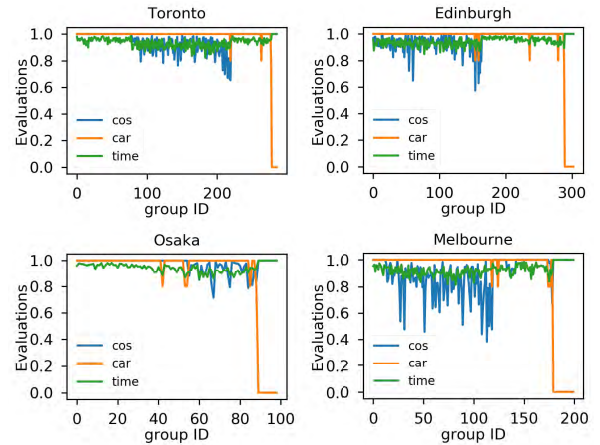 Toronto
Evaluations
1.0
0.8
0.6
0.4
0.2
0.0
cos
car
time
0 100 200
group ID
Edinburgh
Evaluations
1.0
0.8
0.6
0.4
0.2
0.0
cos
car
time
0 100 200 300
group ID
Osaka
Evaluations
1.0
0.8
0.6
0.4
0.2
0.0
cos
car
time
0 20 40 60 80 100
group ID
Melbourne
Evaluations
1.0
0.8
0.6
0.4
0.2
0.0
cos
car
time
0 50 100 150 200
group ID